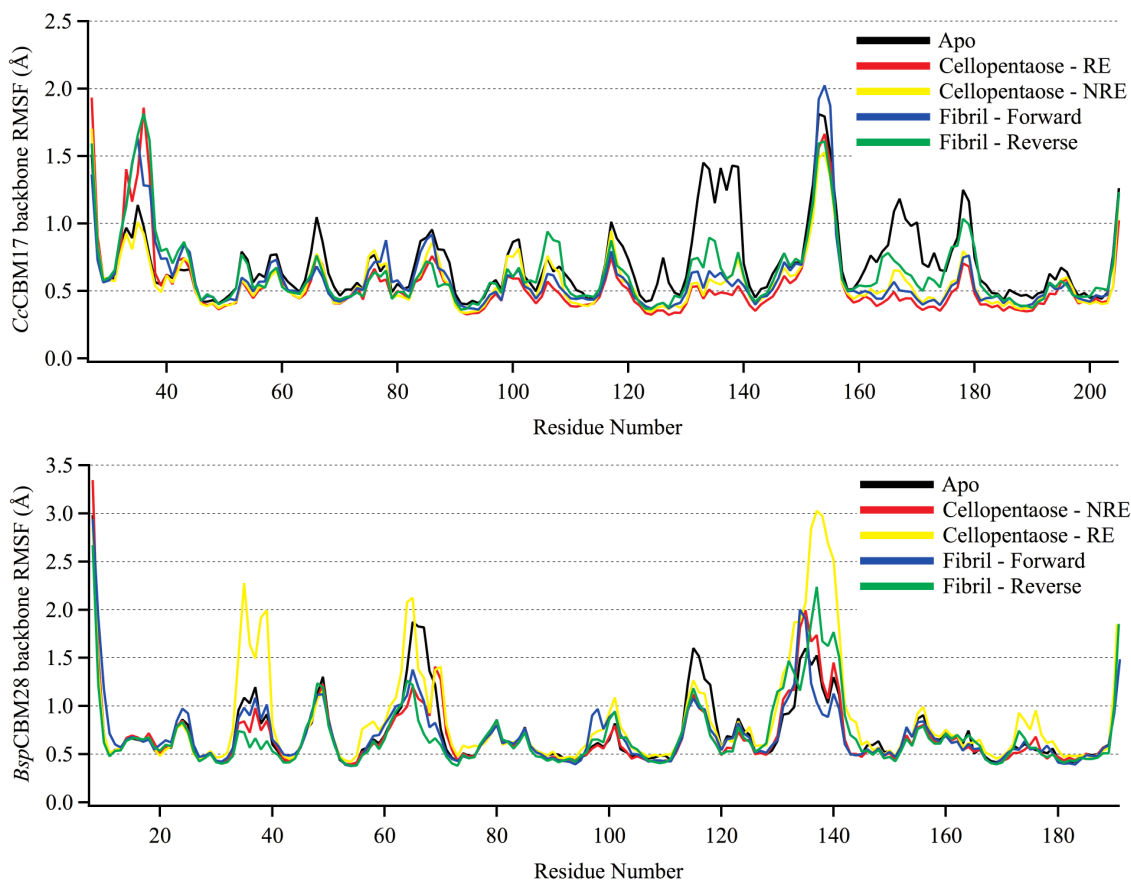 CcCBM17 backbone RMSF (Å)
2.5
2.0
1.5
1.0
0.5
0.0
Apo
Cellopentaose - RE
Cellopentaose - NRE
Fibril - Forward
Fibril - Reverse
40 60 80 100 120 140 160 180 200
Residue Number
BspCBM28 backbone RMSF (Å)
3.5
3.0
2.5
2.0
1.5
1.0
0.5
0.0
Apo
Cellopentaose - NRE
Cellopentaose - RE
Fibril - Forward
Fibril - Reverse
20 40 60 80 100 120 140 160 180
Residue Number